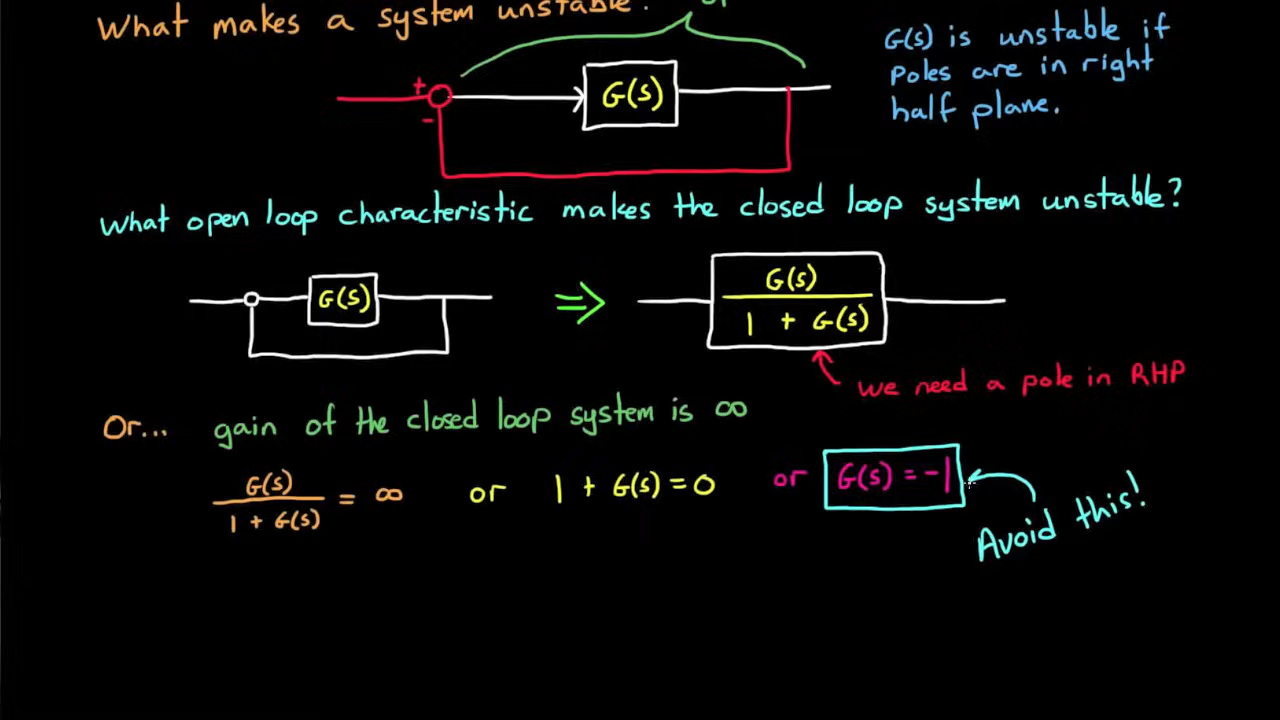 What makes a system unstable?
G(s) is unstable if
poles are in right
half plane.
+
G(s)
-
What open loop characteristic makes the closed loop system unstable?
G(s)
⇒
G(s)
1 + G(s)
We need a pole in RHP
Or... gain of the closed loop system is ∞
G(s)
1 + G(s)
= ∞ or 1 + G(s) = 0 or G(s) = -1
Avoid this!